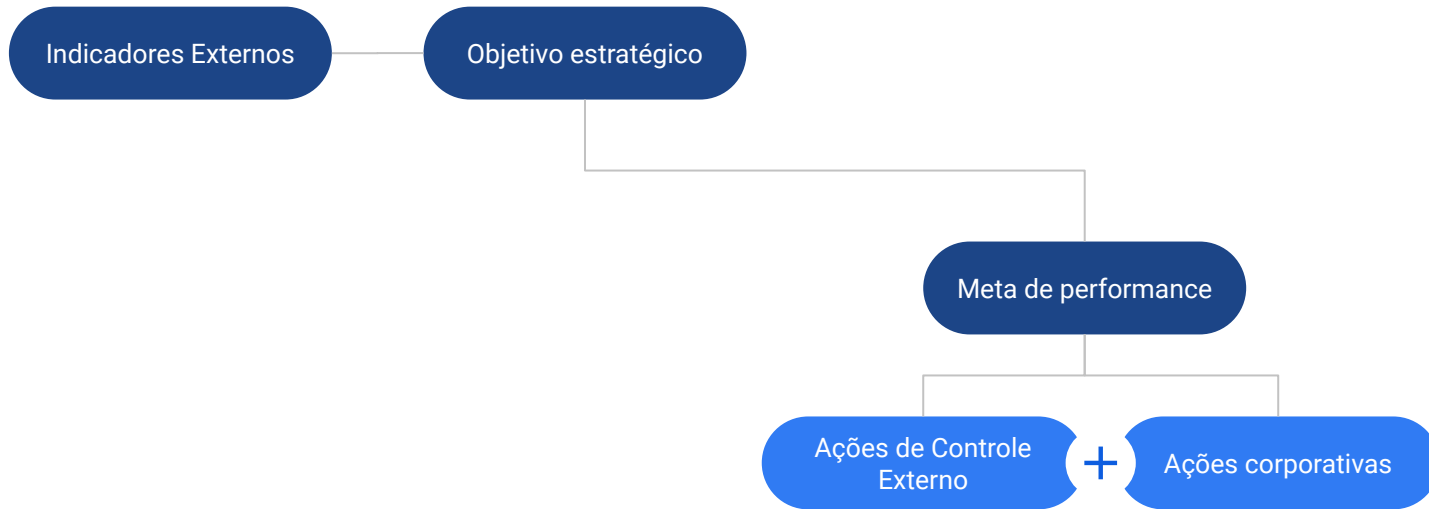 Indicadores Externos
Objetivo estratégico
Meta de performance
Ações de Controle
Externo
+
Ações corporativas